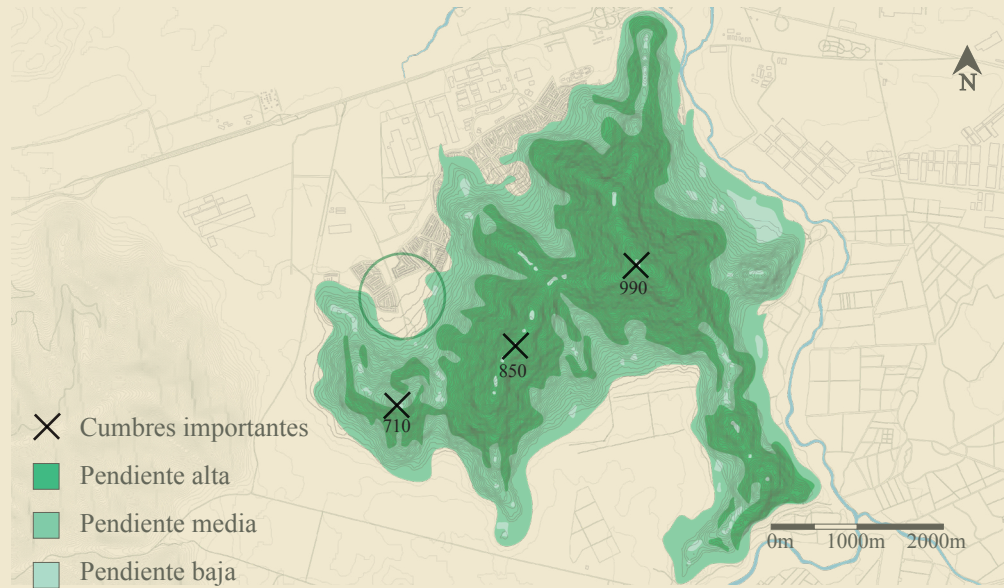 N
990
850
710
Cumbres importantes
Pendiente alta
Pendiente media
Pendiente baja
0m 1000m 2000m